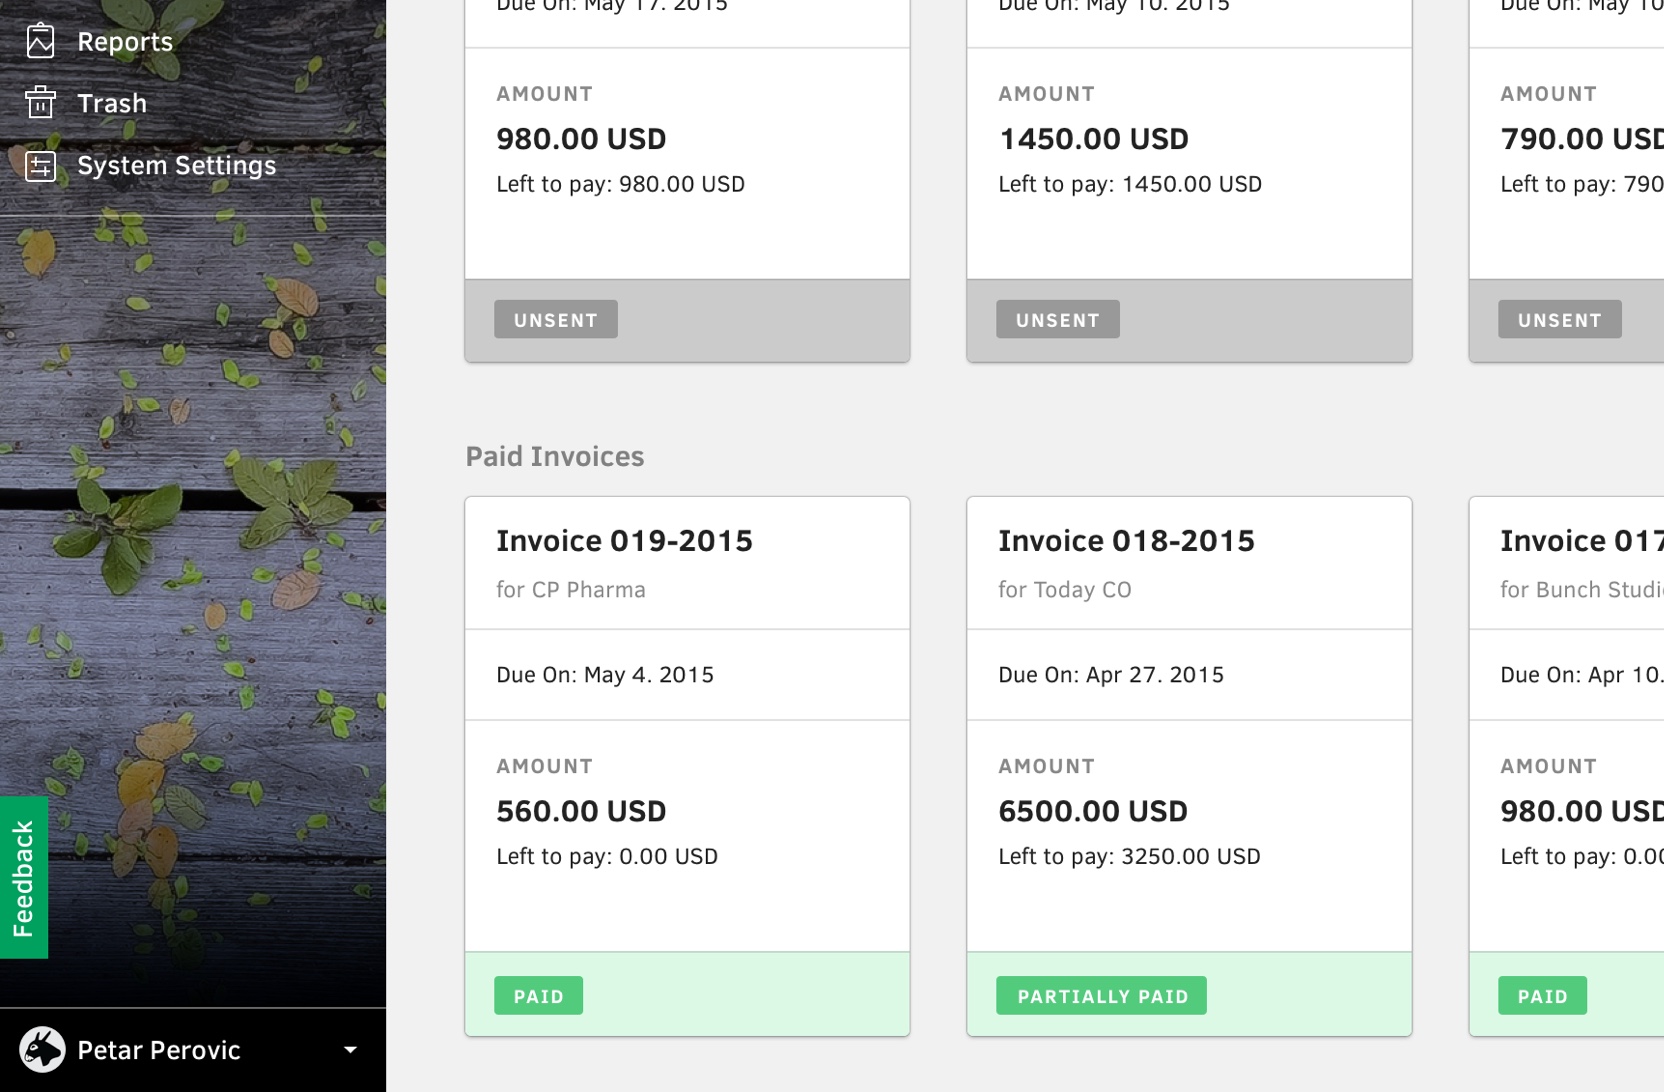 Reports
Trash
System Settings
Feedback
Petar Perovic
Due On: May 17. 2015
AMOUNT
980.00 USD
Left to pay: 980.00 USD
UNSENT
Due On: May 10. 2015
AMOUNT
1450.00 USD
Left to pay: 1450.00 USD
UNSENT
Due On: May 10
AMOUNT
790.00 USD
Left to pay: 790
UNSENT
Paid Invoices
Invoice 019-2015
for CP Pharma
Due On: May 4. 2015
AMOUNT
560.00 USD
Left to pay: 0.00 USD
PAID
Invoice 018-2015
for Today CO
Due On: Apr 27. 2015
AMOUNT
6500.00 USD
Left to pay: 3250.00 USD
PARTIALLY PAID
Invoice 017
for Bunch Studi
Due On: Apr 10.
AMOUNT
980.00 USD
Left to pay: 0.00
PAID